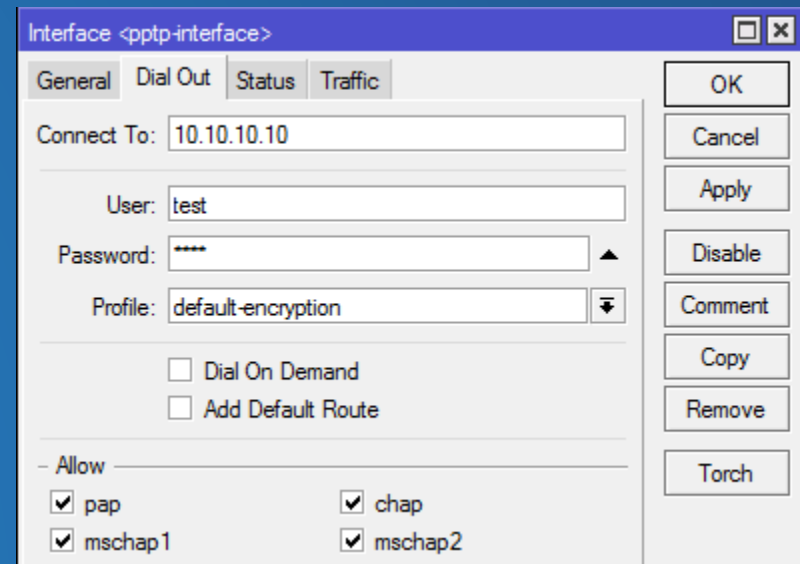 Interface <pptp-interface>
General Dial Out Status Traffic
OK
Connect To: 10.10.10.10
Cancel
User: test
Apply
Password: ****
Disable
Profile: default-encryption
Comment
Dial On Demand
Copy
Add Default Route
Remove
Allow
Torch
pap chap
mschap1 mschap2